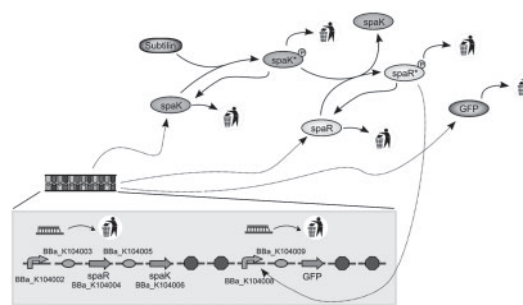 spaK
Subtilin
spaK*
P
P
spaR*
spaK
spaR
GFP
BBa_K104003
BBa_K104005
BBa_K104009
spaR
spaK
GFP
BBa_K104002
BBa_K104004
BBa_K104006
BBa_K104008